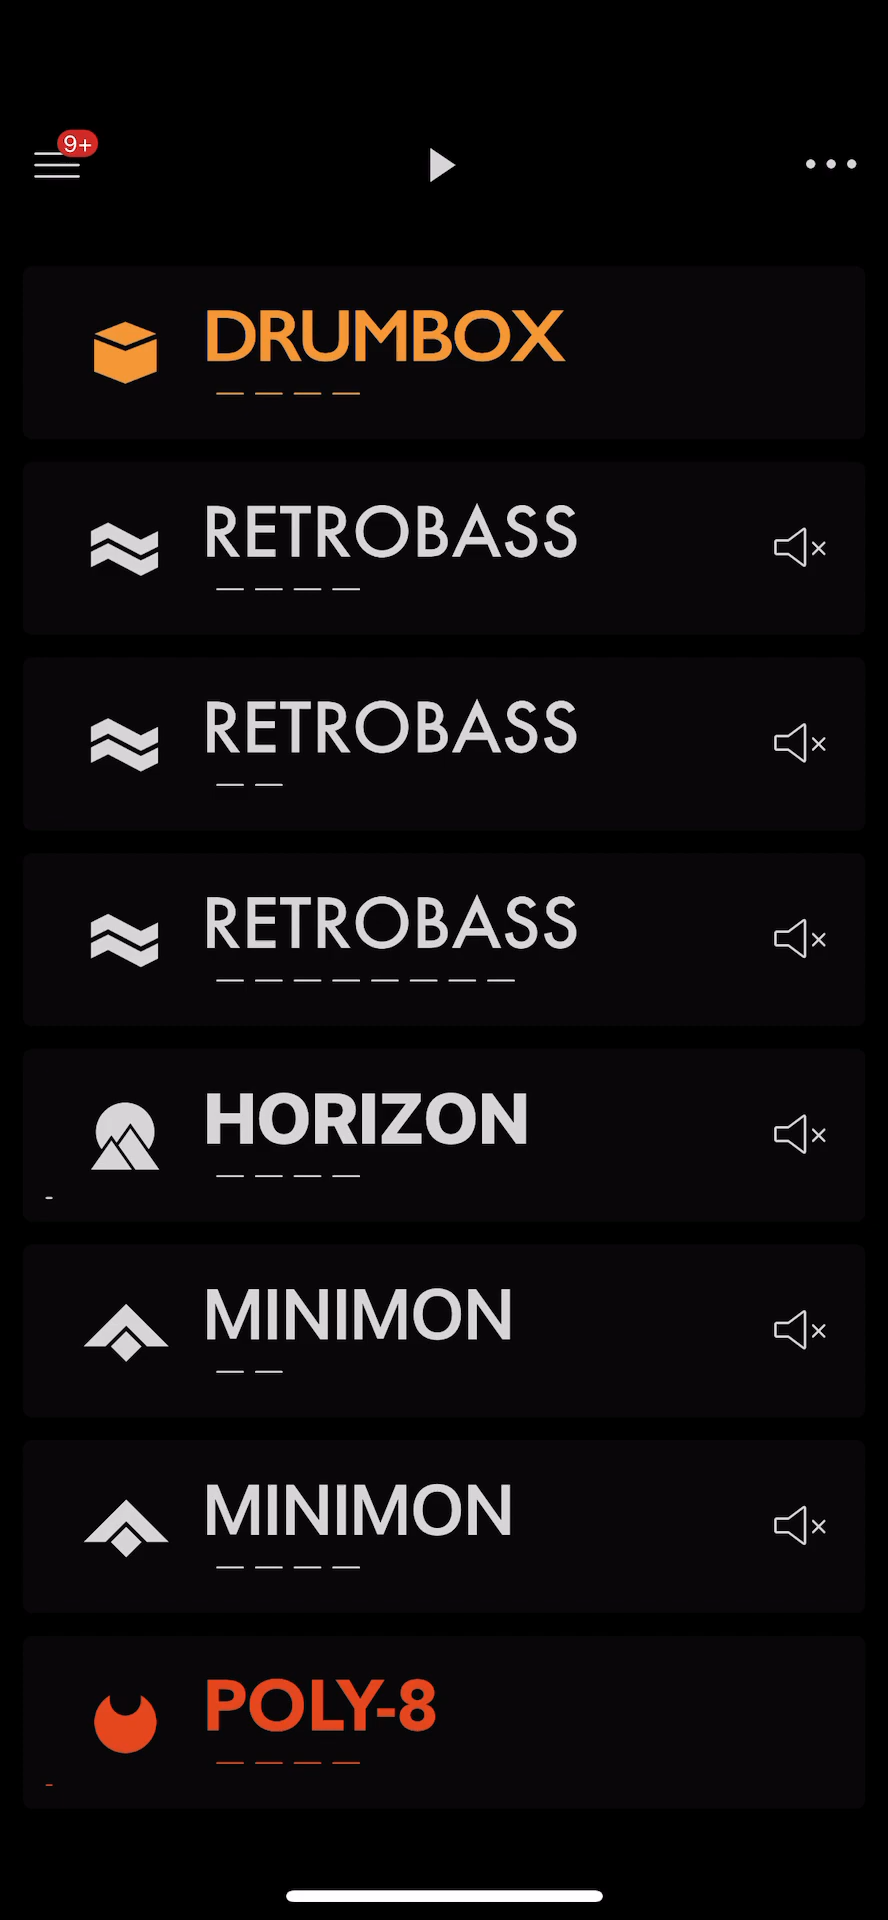 9+
DRUMBOX
RETROBASS
RETROBASS
RETROBASS
HORIZON
MINIMON
MINIMON
POLY-8